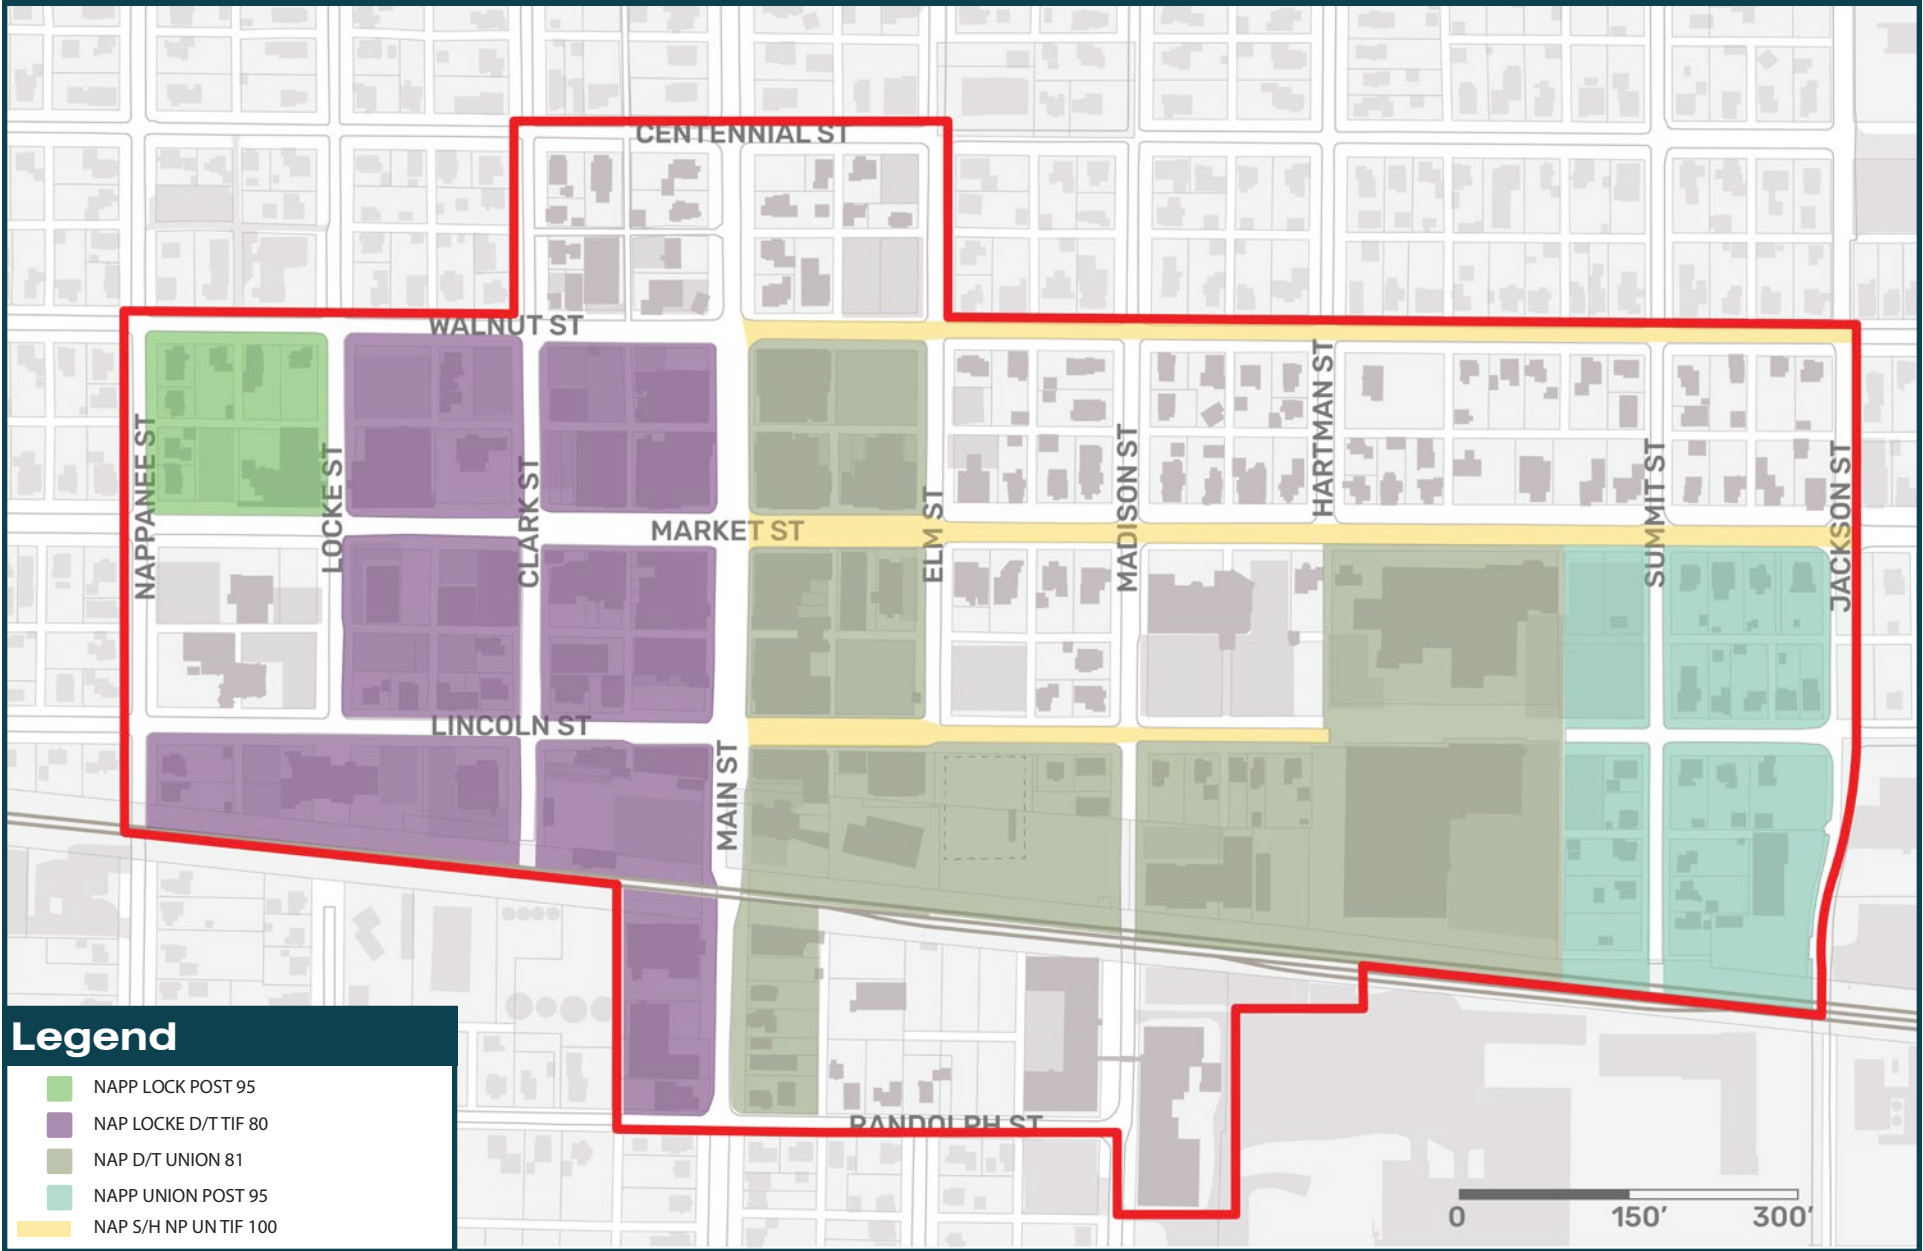 CENTENNIAL ST
WALNUT ST
NAPPANEE ST
LOCKE ST
CLARK ST
MARKET ST
ELM ST
MADISON ST
HARTMAN ST
SUMMIT ST
JACKSON ST
LINCOLN ST
MAIN ST
RANDOLPH ST
Legend
NAPP LOCK POST 95
NAP LOCKE D/T TIF 80
NAP D/T UNION 81
NAPP UNION POST 95
NAP S/H NP UN TIF 100
0 150' 300'